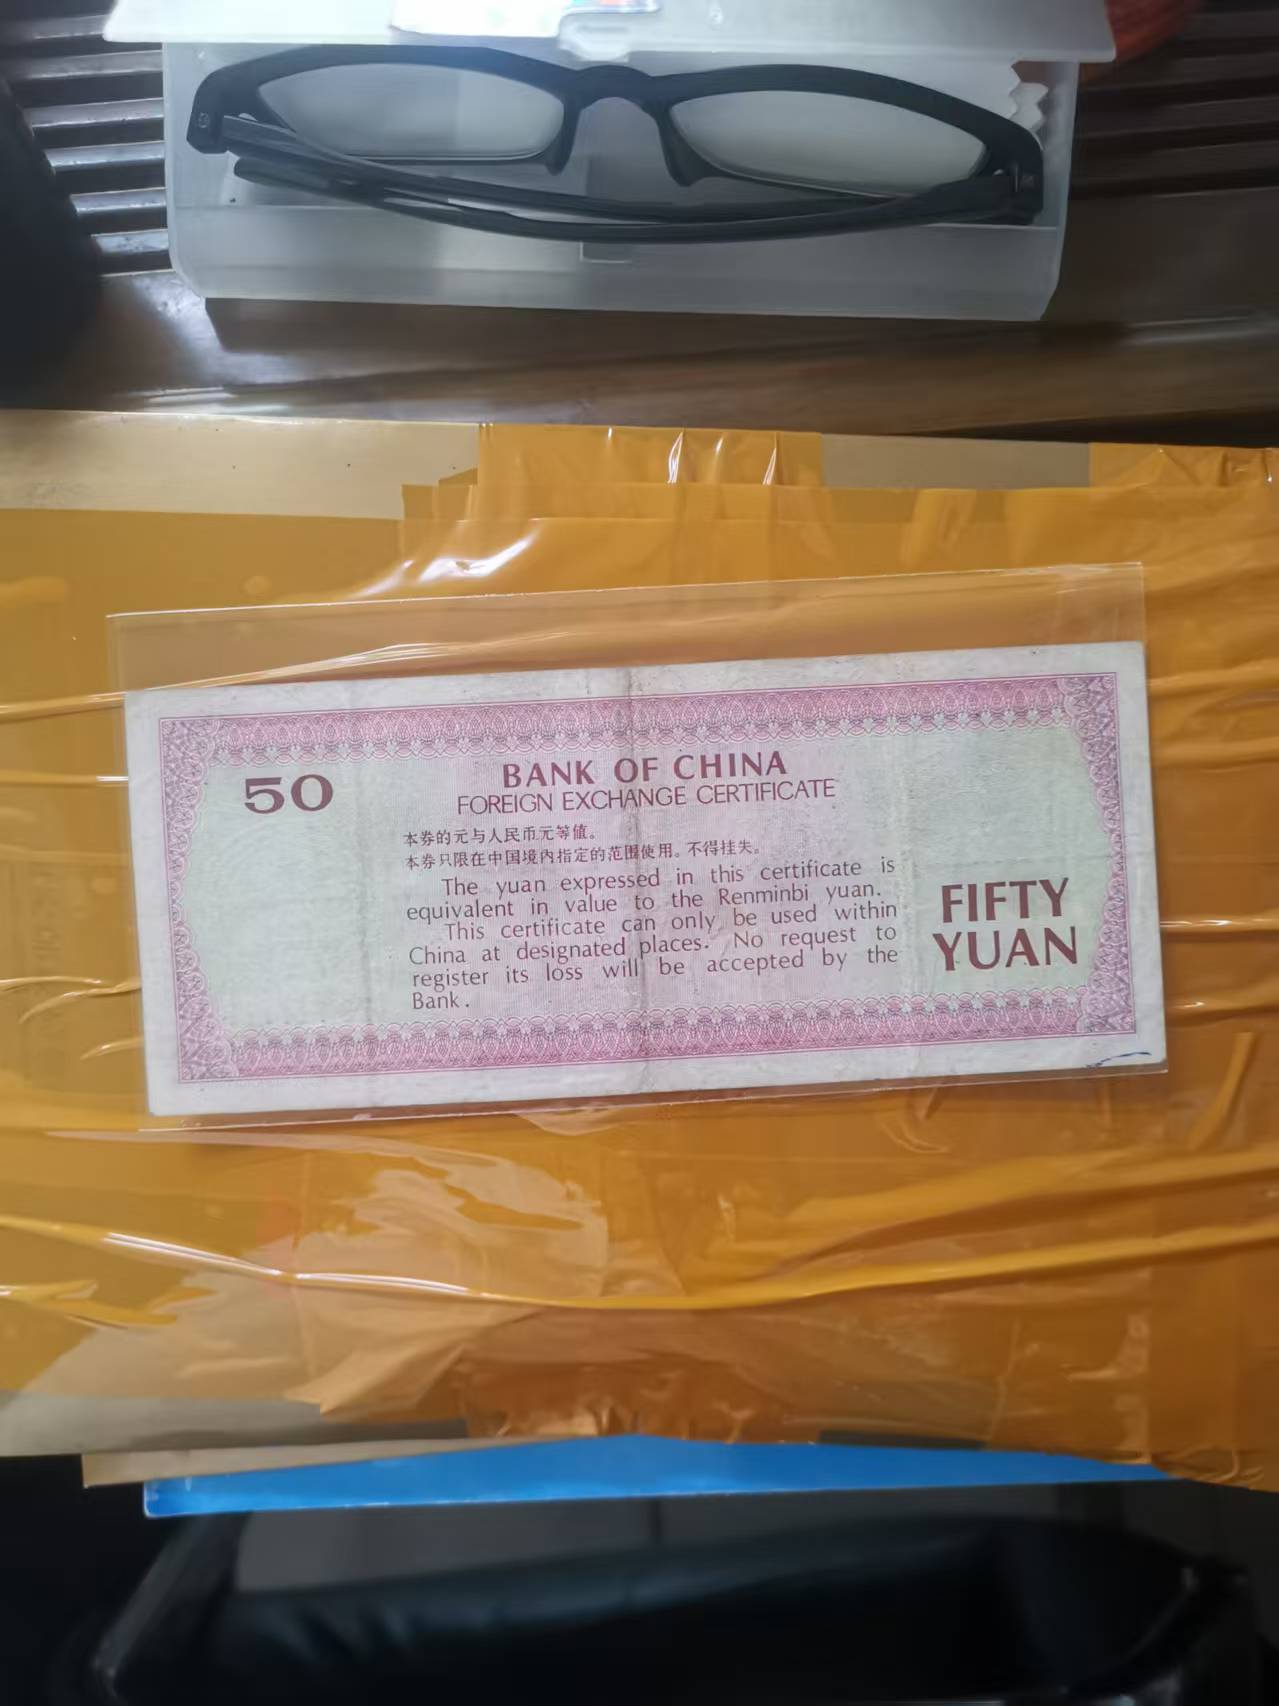 50
BANK OF CHINA
FOREIGN EXCHANGE CERTIFICATE
本券的元与人民币元等值。
本券只限在中国境内指定的范围使用。不得挂失。
The yuan expressed in this certificate is
equivalent in value to the Renminbi yuan.
This certificate can only be used within
China at designated places. No request to
register its loss will be accepted by the
Bank.
FIFTY
YUAN